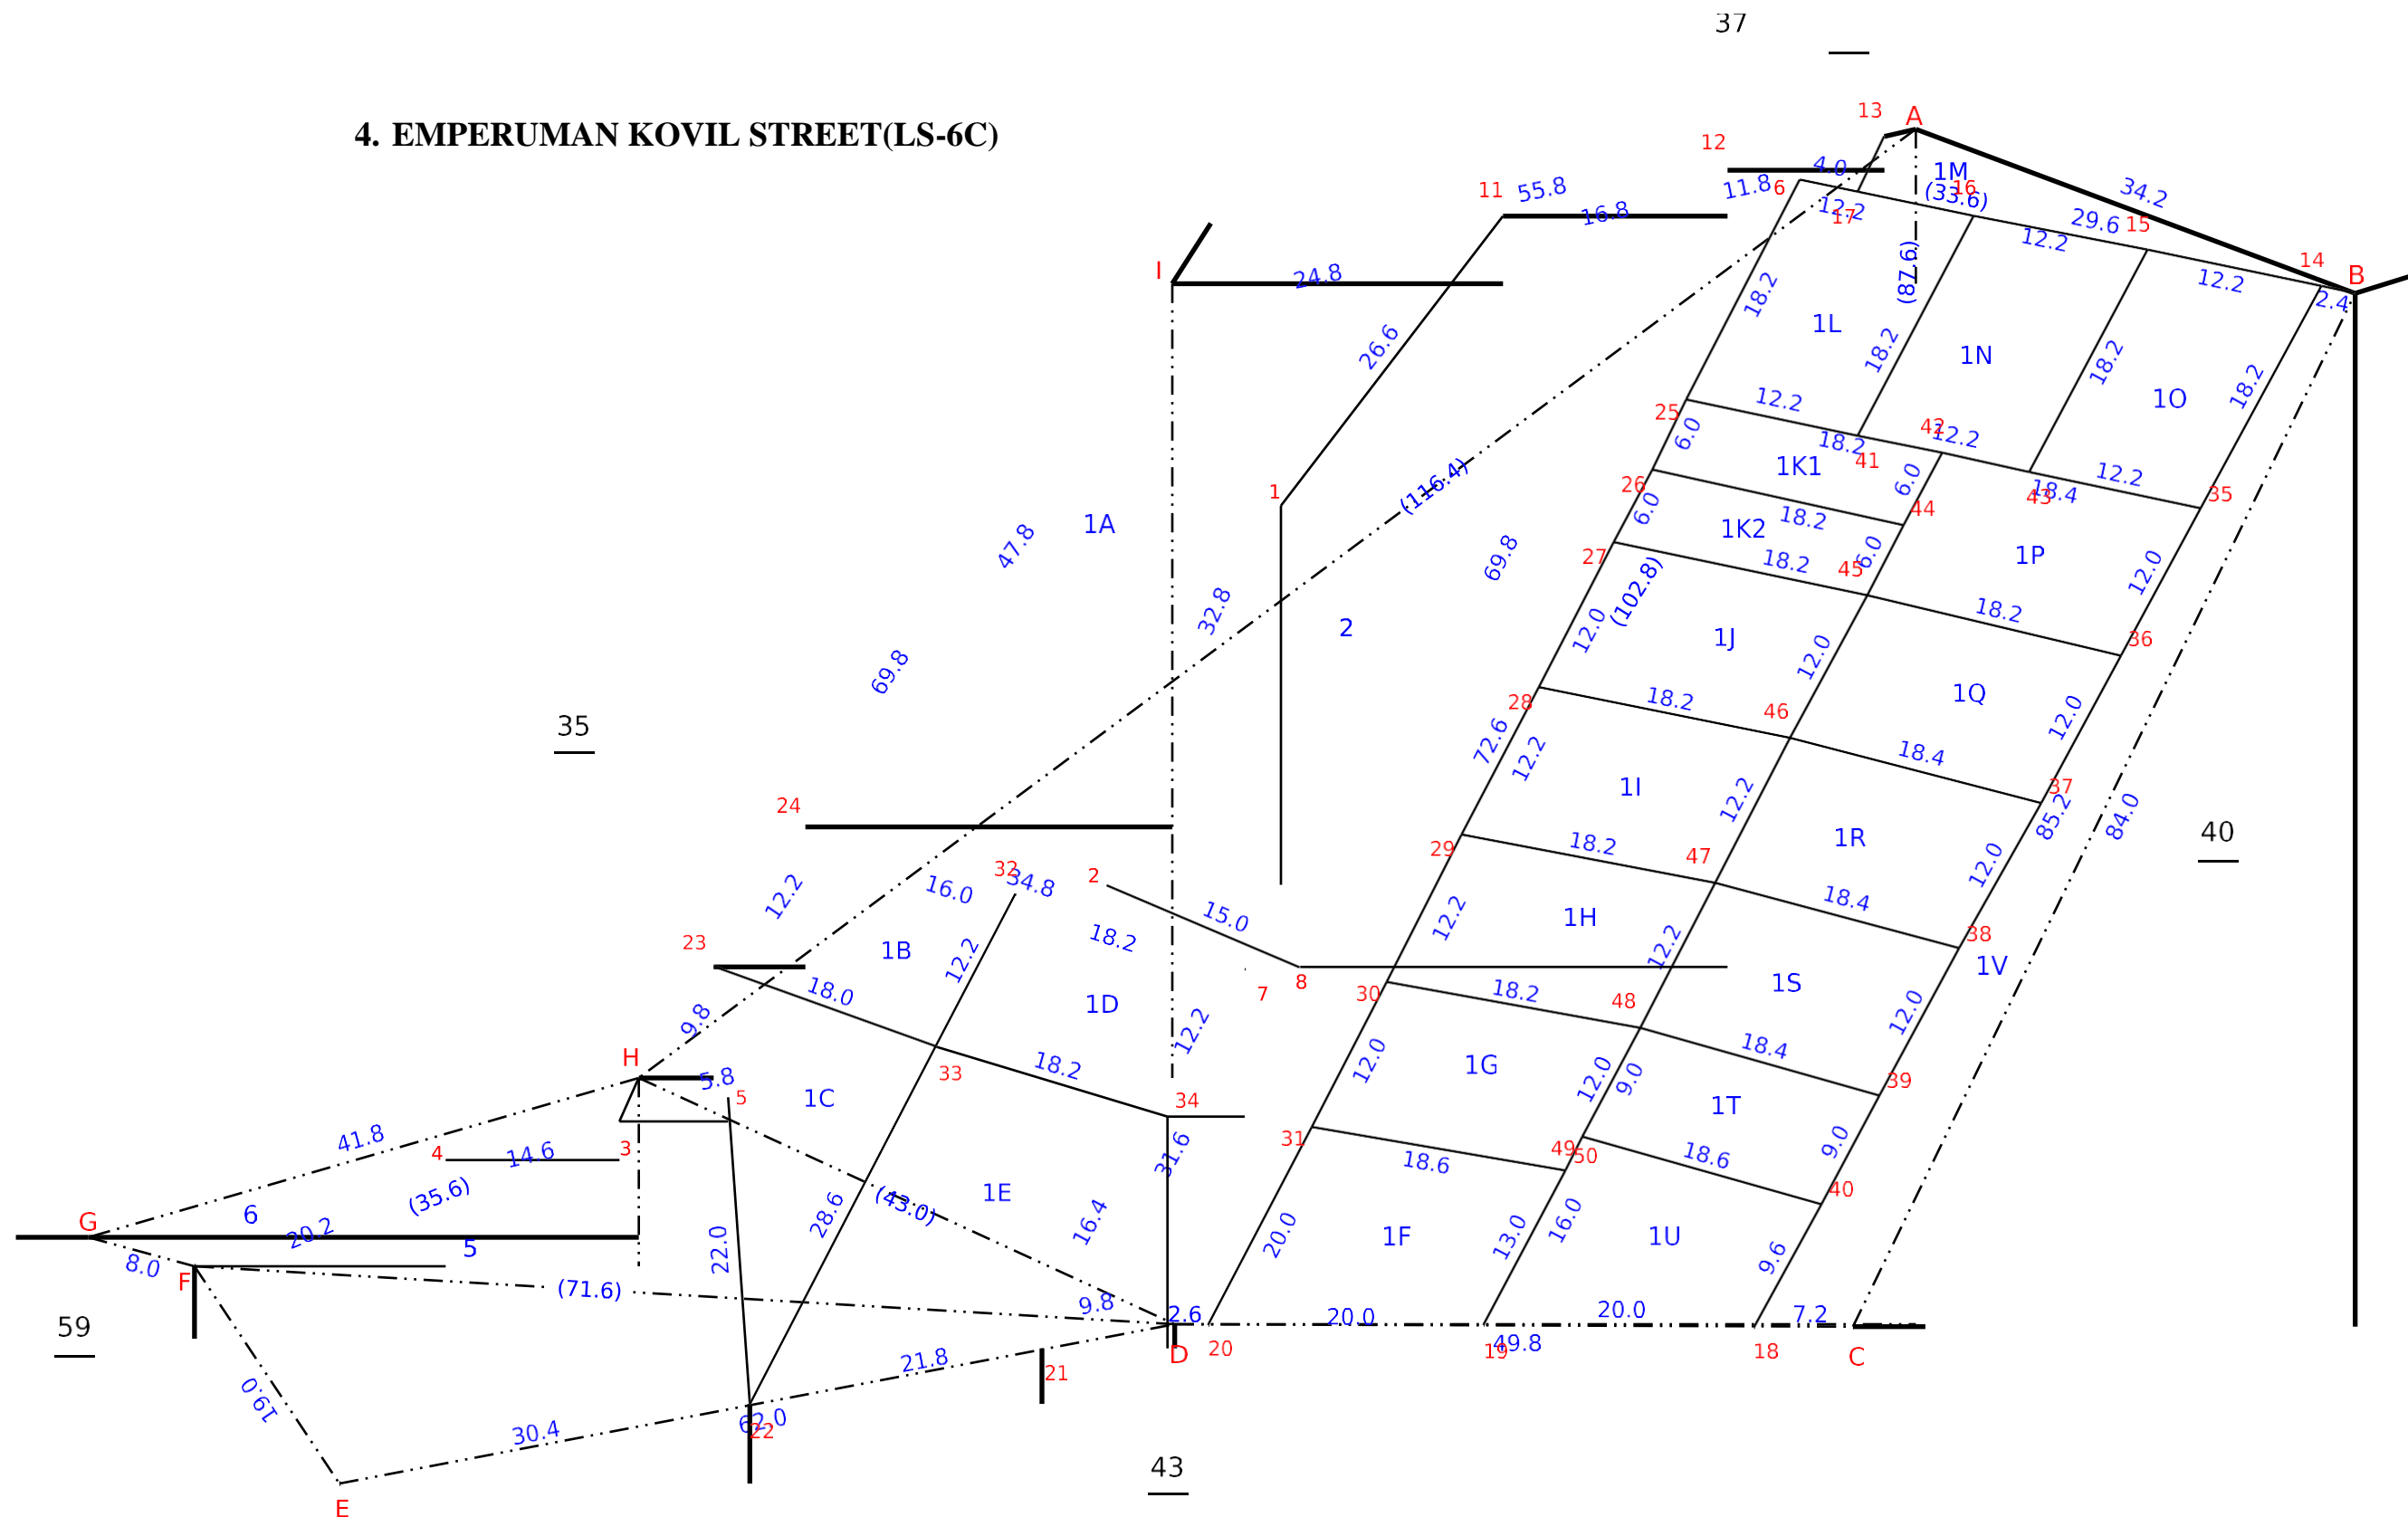 37
4. EMPERUMAN KOVIL STREET(LS-6C)
13 A
12
4.0 1M
11 55.8 11.8 6 16 34.2
(33.6)
16.8 12.2 17 29.6 15
12.2
I 24.8 14 B
(87.6) 12.2
18.2 2.4
1L
26.6 18.2 1N 18.2 18.2
1O
12.2
25 6.0 18.2 42 12.2
1K1 41 12.2
26 6.0 6.0 18.4 43 35
1 44
18.2
1A 1K2
(116.4)
47.8 69.8 27 18.2 45 6.0 1P 12.0
(102.8)
32.8 2 12.0 1J 12.0 18.2 36
69.8
28 18.2 46 1Q 12.0
35 72.6 12.2 18.4
1I 12.2 37
24 85.2 84.0 40
29 18.2 47 1R 12.0
32 34.8 2
12.2 16.0 18.4
15.0 12.2 1H 12.2
23 1B 12.2 18.2 38
1V
18.0 1D 7 8 30 18.2 48 1S 12.0
9.8 12.2
H 18.2 12.0 1G 12.0 9.0 18.4 39
5.8 5 1C 33 34 1T
41.8 4 14.6 3 31.6 31 18.6 49 50 18.6 9.0
(35.6) 1E 40
G 6 20.2 28.6 (43.0) 16.4 20.0 1F 13.0 16.0 1U 9.6
5 22.0
8.0 F (71.6) 9.8 2.6 20.0 20.0 7.2
59 D 20 49.8 19 18 C
21.8 21
19.0 62.0
30.4 22
43
E